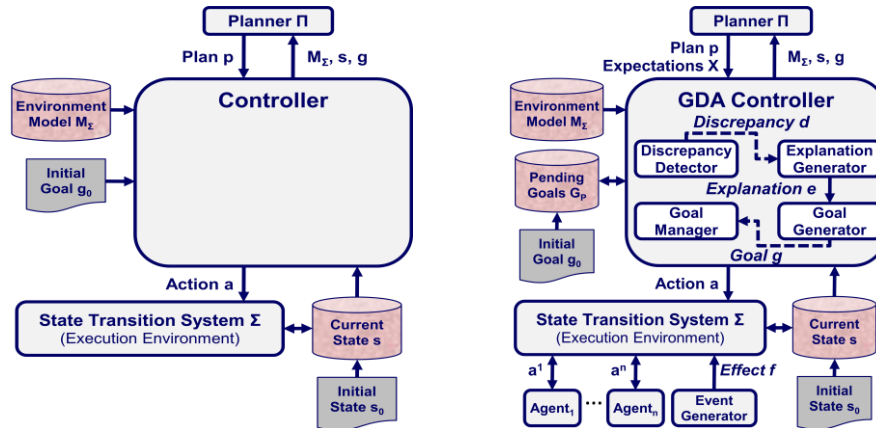 Planner Π
Plan p
M_Σ, s, g
Environment
Model M_Σ
Controller
Initial
Goal g₀
Action a
State Transition System Σ
(Execution Environment)
Current
State s
Initial
State s₀
Planner Π
Plan p
Expectations X
M_Σ, s, g
Environment
Model M_Σ
GDA Controller
Discrepancy d
Discrepancy
Detector
Explanation
Generator
Pending
Goals G_P
Explanation e
Goal
Manager
Goal
Generator
Initial
Goal g₀
Goal g
Action a
State Transition System Σ
(Execution Environment)
Current
State s
a¹
aⁿ
Effect f
Agent₁
...
Agentₙ
Event
Generator
Initial
State s₀